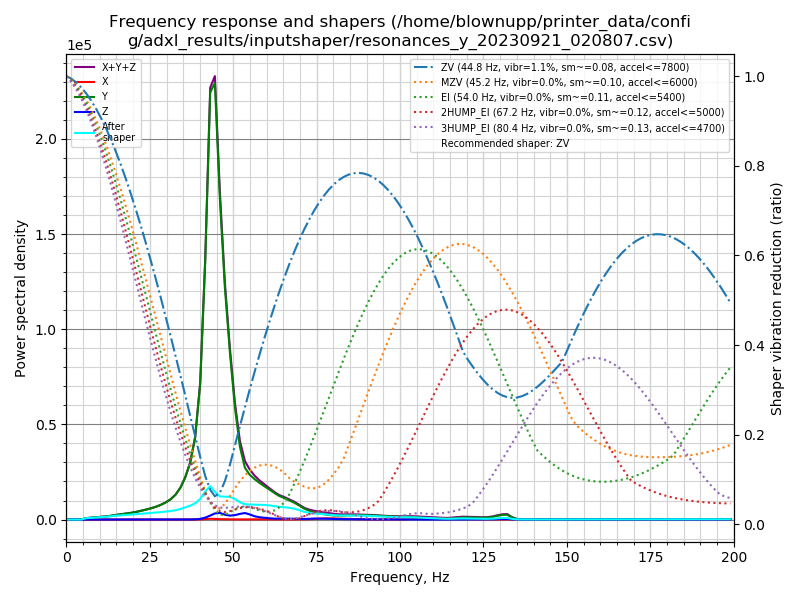 Frequency response and shapers (/home/blownupp/printer_data/confi
g/adxl_results/inputshaper/resonances_y_20230921_020807.csv)
1e5
X+Y+Z
X
Y
Z
After
shaper
ZV (44.8 Hz, vibr=1.1%, sm~=0.08, accel<=7800)
MZV (45.2 Hz, vibr=0.0%, sm~=0.10, accel<=6000)
EI (54.0 Hz, vibr=0.0%, sm~=0.11, accel<=5400)
2HUMP_EI (67.2 Hz, vibr=0.0%, sm~=0.12, accel<=5000)
3HUMP_EI (80.4 Hz, vibr=0.0%, sm~=0.13, accel<=4700)
Recommended shaper: ZV
Power spectral density
2.0
1.5
1.0
0.5
0.0
1.0
0.8
0.6
0.4
0.2
0.0
Shaper vibration reduction (ratio)
0 25 50 75 100 125 150 175 200
Frequency, Hz